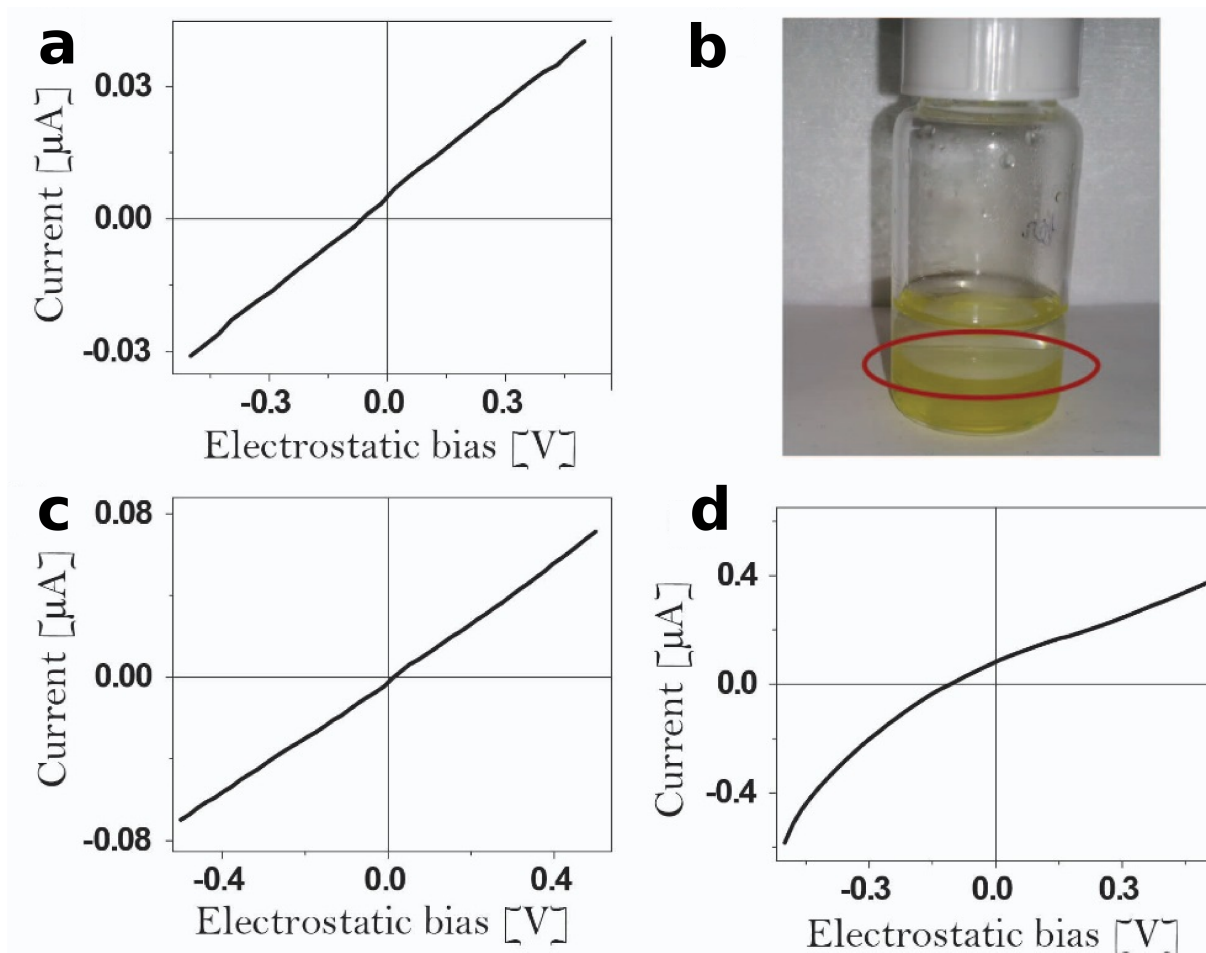 a
0.03
0.00
-0.03
Current [μA]
-0.3 0.0 0.3
Electrostatic bias [V]
b
c
0.08
0.00
-0.08
Current [μA]
-0.4 0.0 0.4
Electrostatic bias [V]
d
0.4
0.0
-0.4
Current [μA]
-0.3 0.0 0.3
Electrostatic bias [V]